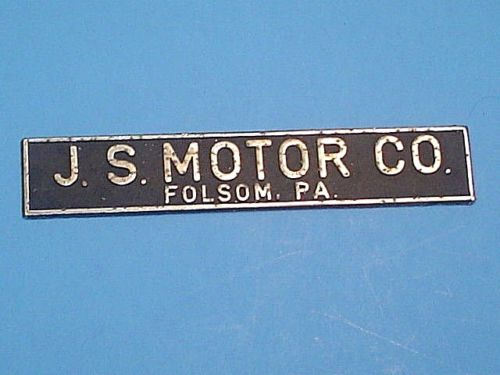 J. S. MOTOR CO.
FOLSOM, PA.